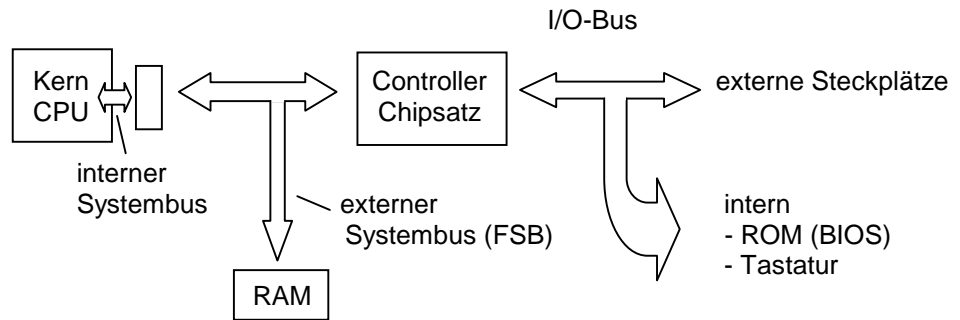 I/O-Bus
Kern
CPU
Controller
Chipsatz
externe Steckplätze
interner
Systembus
externer
Systembus (FSB)
intern
- ROM (BIOS)
- Tastatur
RAM